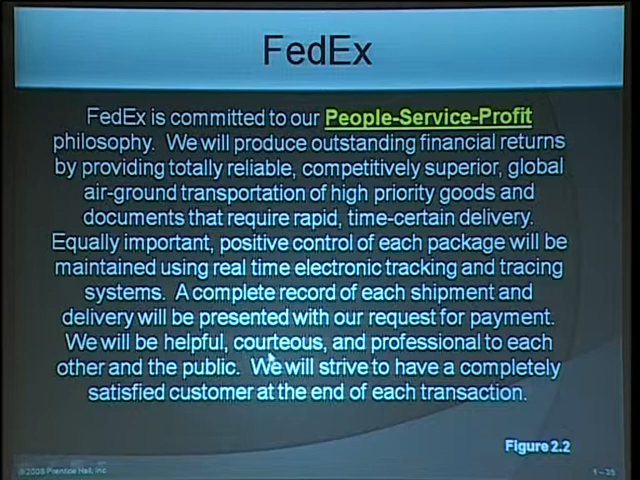 FedEx
FedEx is committed to our People-Service-Profit
philosophy. We will produce outstanding financial returns
by providing totally reliable, competitively superior, global
air-ground transportation of high priority goods and
documents that require rapid, time-certain delivery.
Equally important, positive control of each package will be
maintained using real time electronic tracking and tracing
systems. A complete record of each shipment and
delivery will be presented with our request for payment.
We will be helpful, courteous, and professional to each
other and the public. We will strive to have a completely
satisfied customer at the end of each transaction.
Figure 2.2
© 2008 Prentice Hall, Inc.
1 – 35